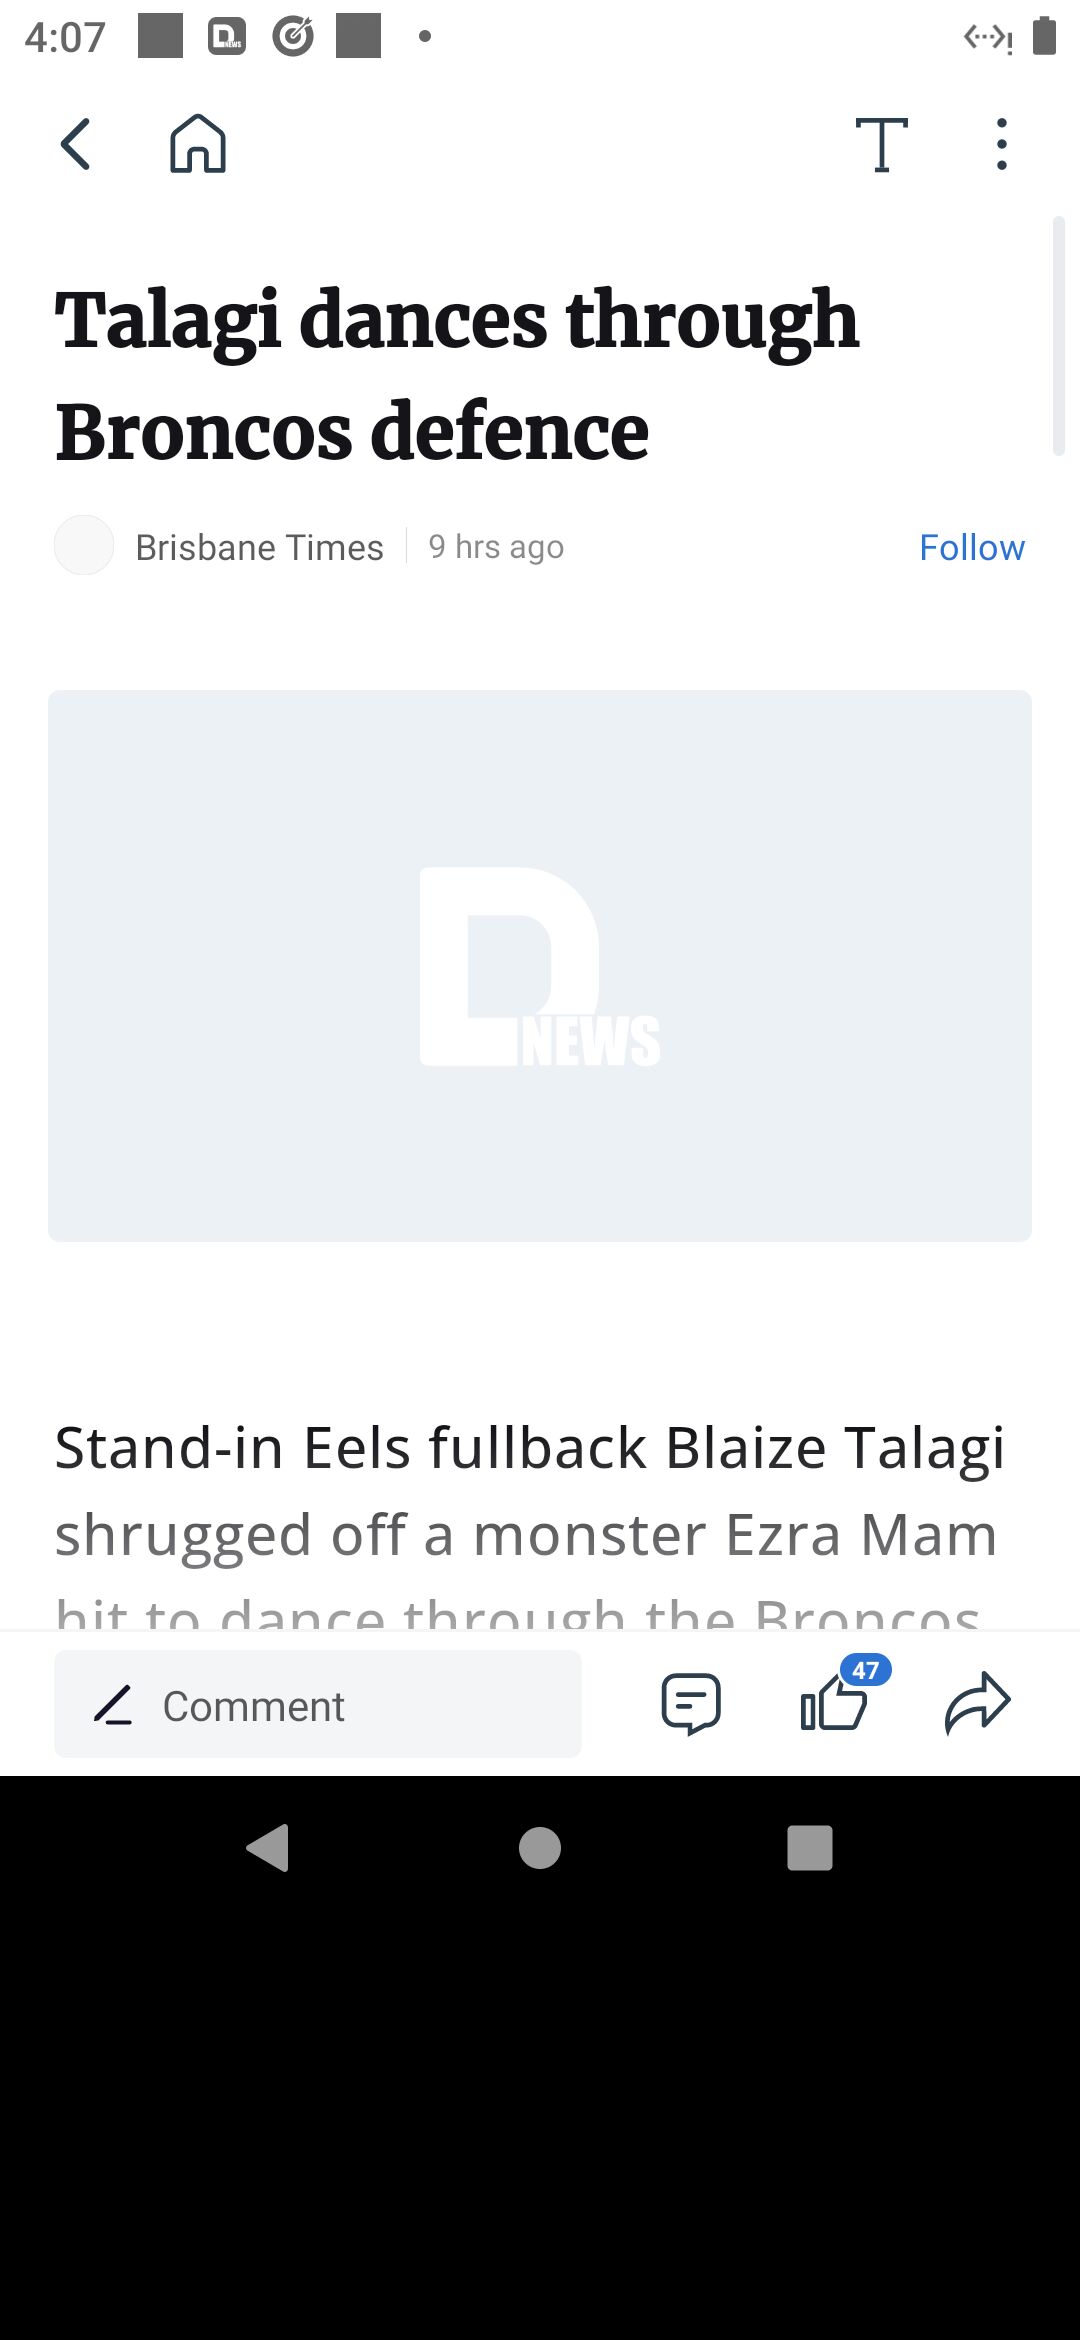 4:07
D NEWS
Talagi dances through
Broncos defence
Brisbane Times
9 hrs ago
Follow
D
NEWS
Stand-in Eels fullback Blaize Talagi
shrugged off a monster Ezra Mam
hit to dance through the Broncos
Comment
47